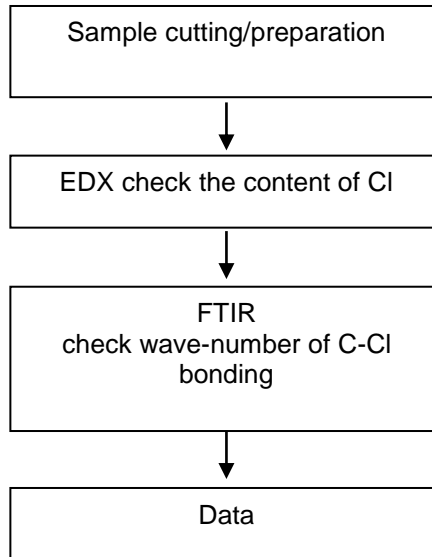 Sample cutting/preparation
EDX check the content of Cl
FTIR
check wave-number of C-Cl
bonding
Data